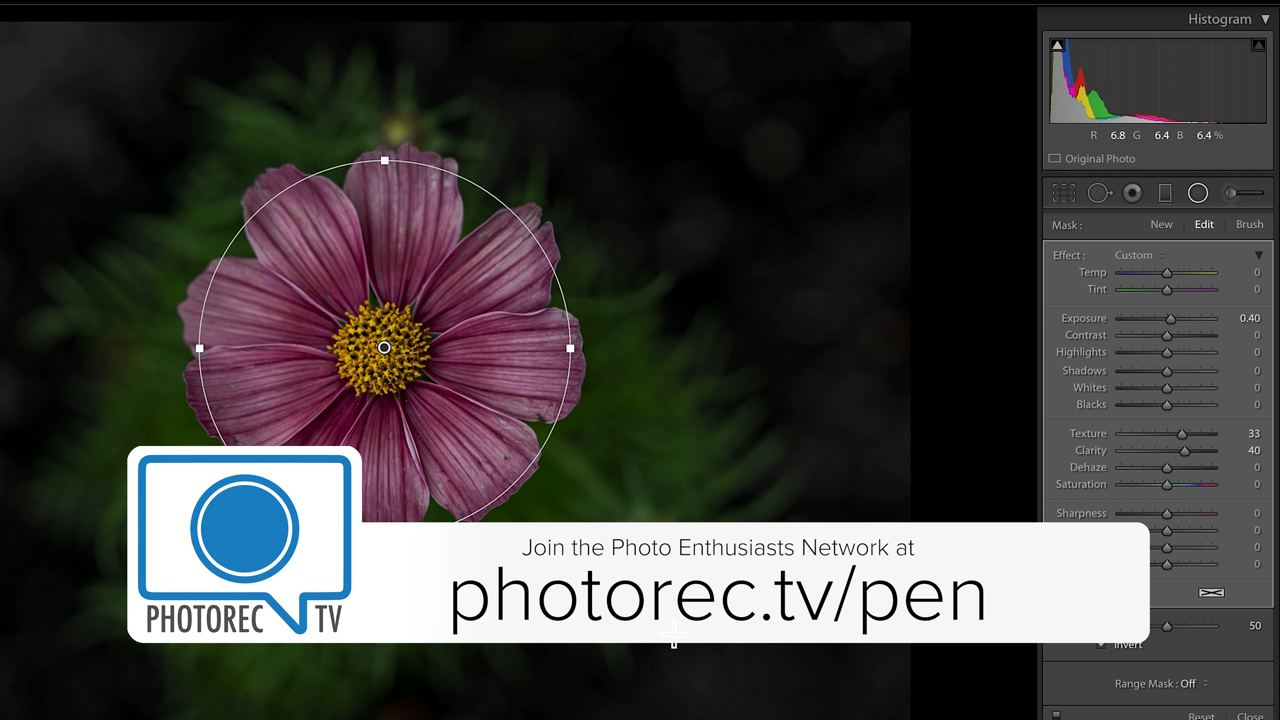 Histogram
R 6.8 G 6.4 B 6.4 %
Original Photo
Mask : New Edit Brush
Effect : Custom
Temp 0
Tint 0
Exposure 0.40
Contrast 0
Highlights 0
Shadows 0
Whites 0
Blacks 0
Texture 33
Clarity 40
Dehaze 0
Saturation 0
Sharpness 0
0
0
0
50
Invert
Range Mask : Off
Reset Close
PHOTOREC TV
Join the Photo Enthusiasts Network at
photorec.tv/pen